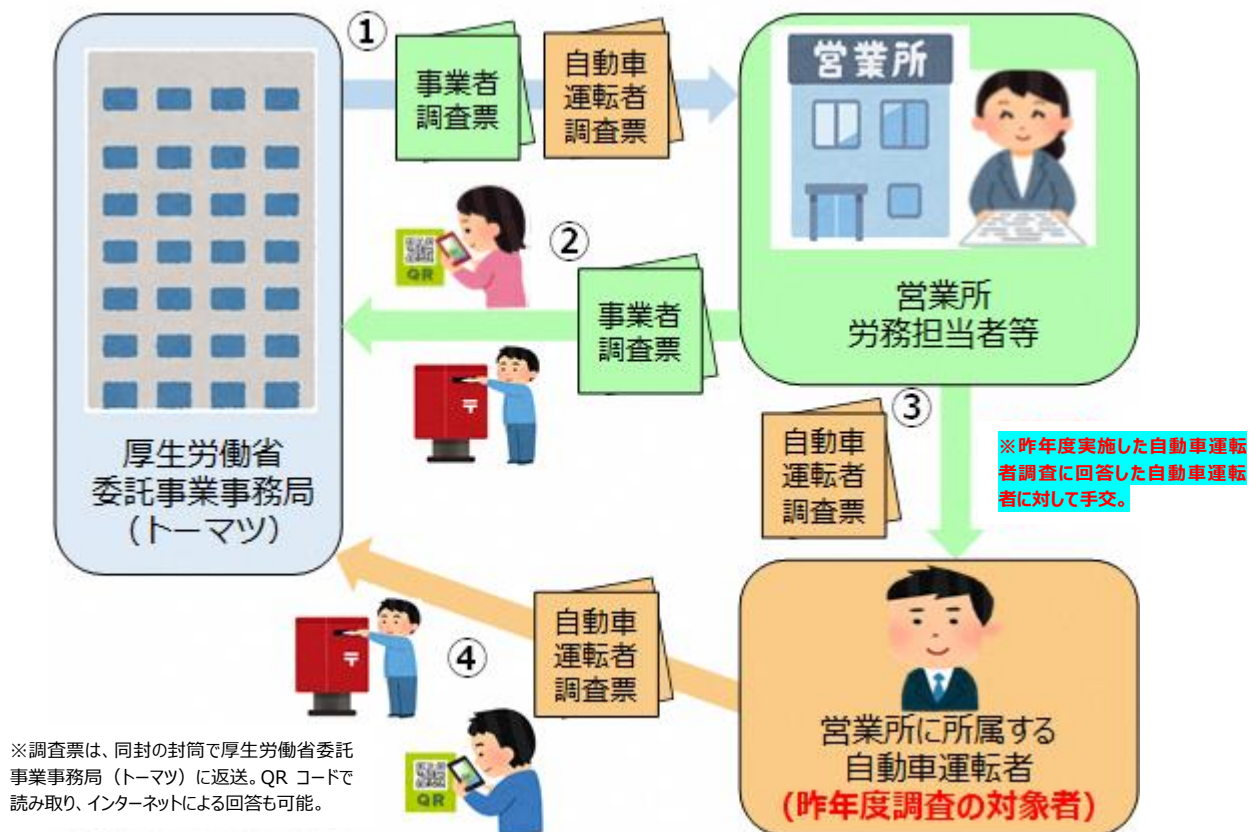 ①
事業者
調査票
自動車
運転者
調査票
営業所
営業所
労務担当者等
②
QR
事業者
調査票
〒
厚生労働省
委託事業事務局
（トーマツ）
③
自動車
運転者
調査票
※昨年度実施した自動車運転
者調査に回答した自動車運転
者に対して手交。
④
〒
自動車
運転者
調査票
QR
営業所に所属する
自動車運転者
(昨年度調査の対象者)
※調査票は、同封の封筒で厚生労働省委託
事業事務局（トーマツ）に返送。QR コードで
読み取り、インターネットによる回答も可能。